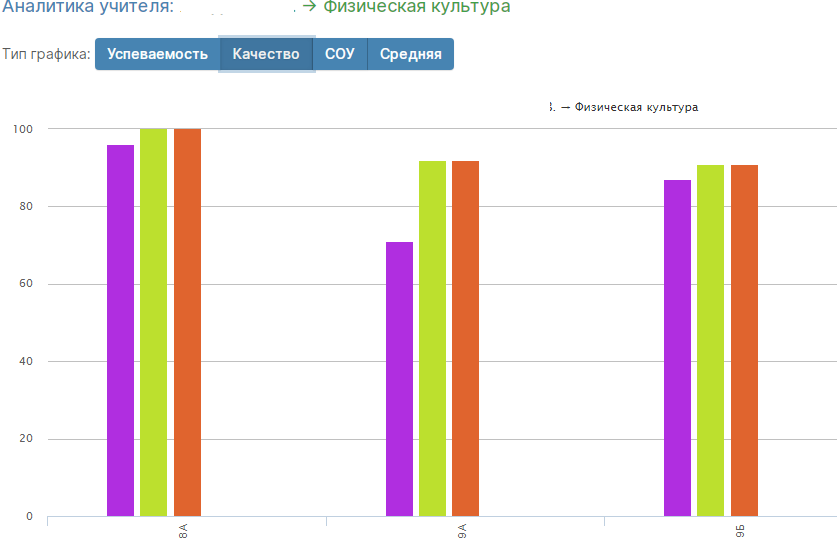 Аналитика учителя: → Физическая культура
Тип графика: Успеваемость Качество СОУ Средняя
В. → Физическая культура
100
80
60
40
20
0
8А 9А 9Б